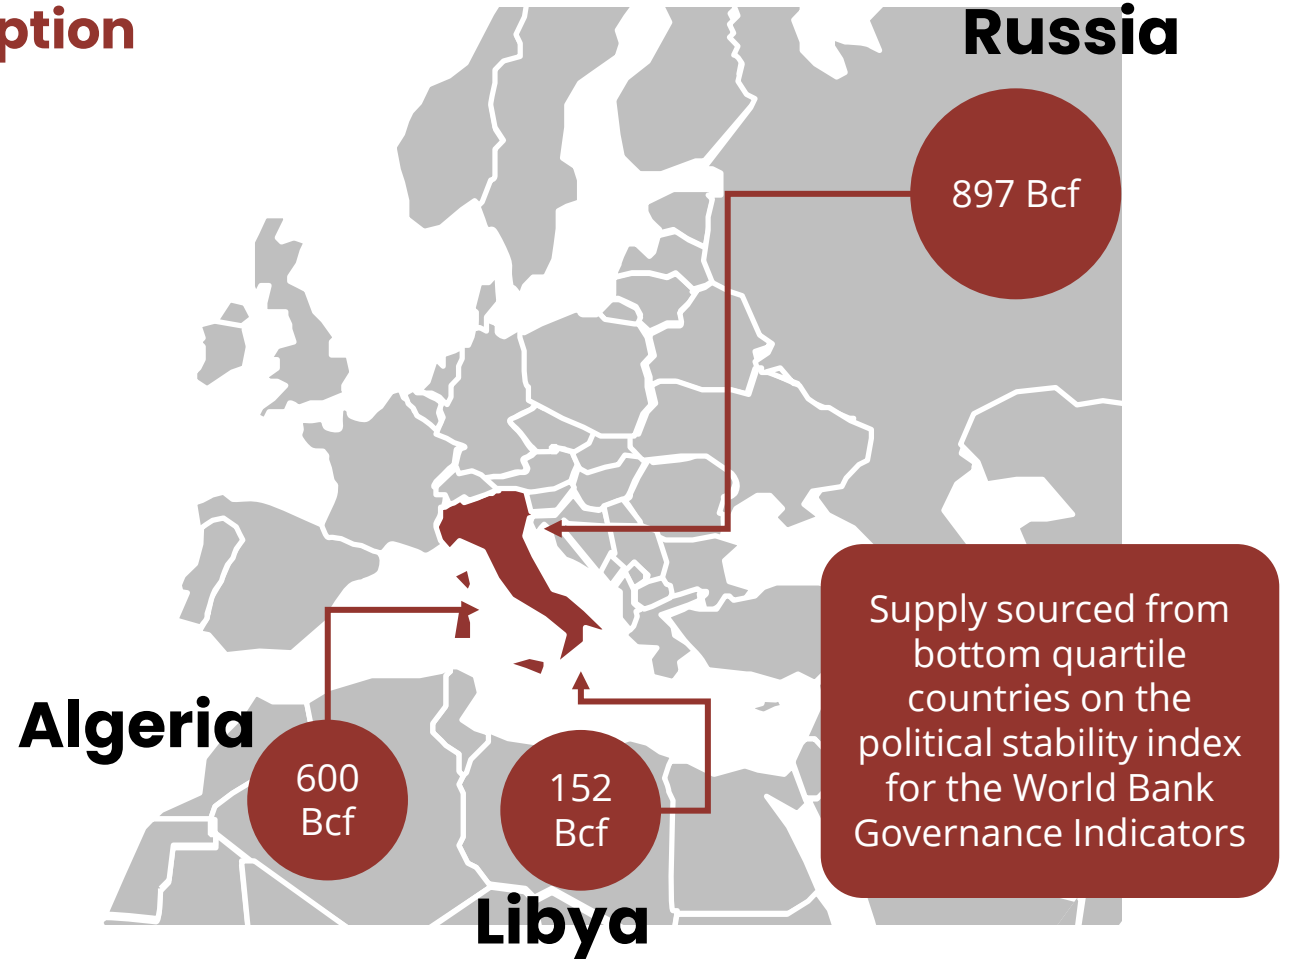 ption
Russia
897 Bcf
Supply sourced from
bottom quartile
countries on the
political stability index
for the World Bank
Governance Indicators
Algeria
600
Bcf
152
Bcf
Libya